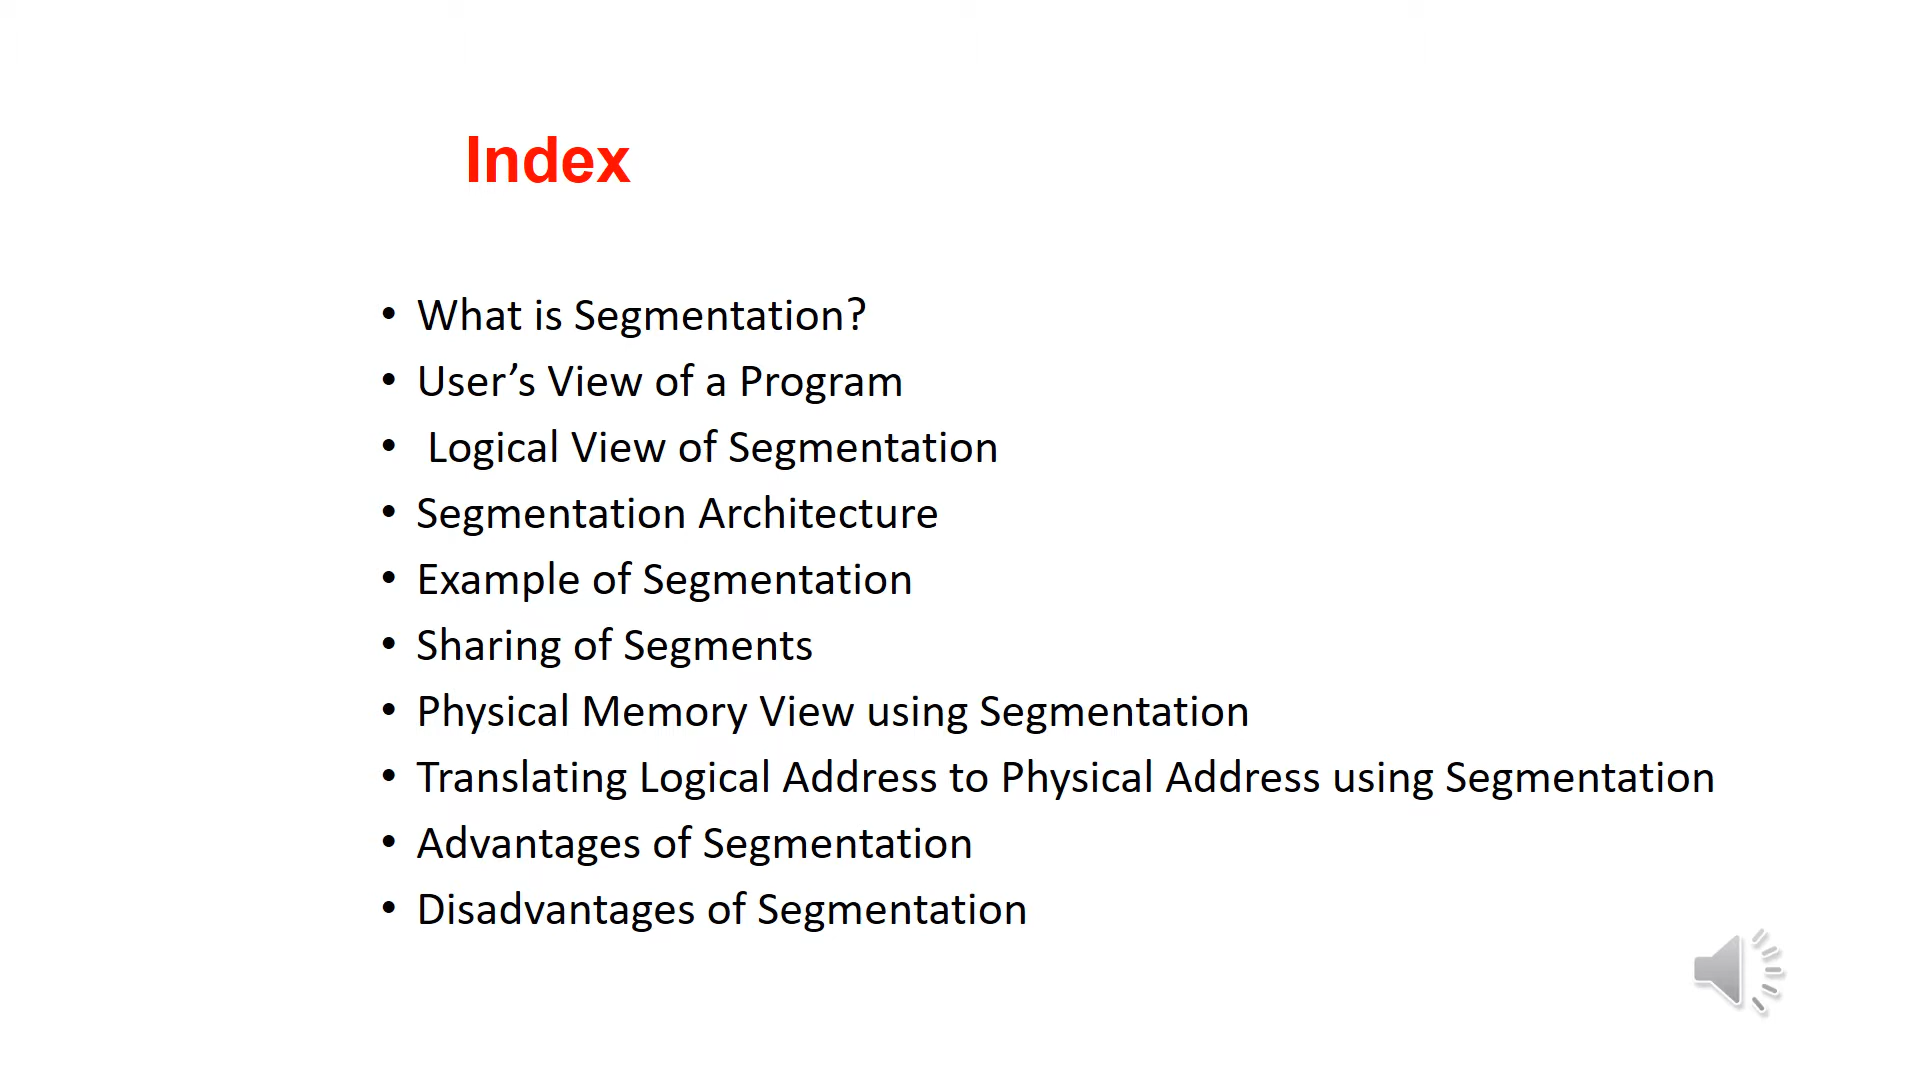 Index
• What is Segmentation?
• User’s View of a Program
• Logical View of Segmentation
• Segmentation Architecture
• Example of Segmentation
• Sharing of Segments
• Physical Memory View using Segmentation
• Translating Logical Address to Physical Address using Segmentation
• Advantages of Segmentation
• Disadvantages of Segmentation